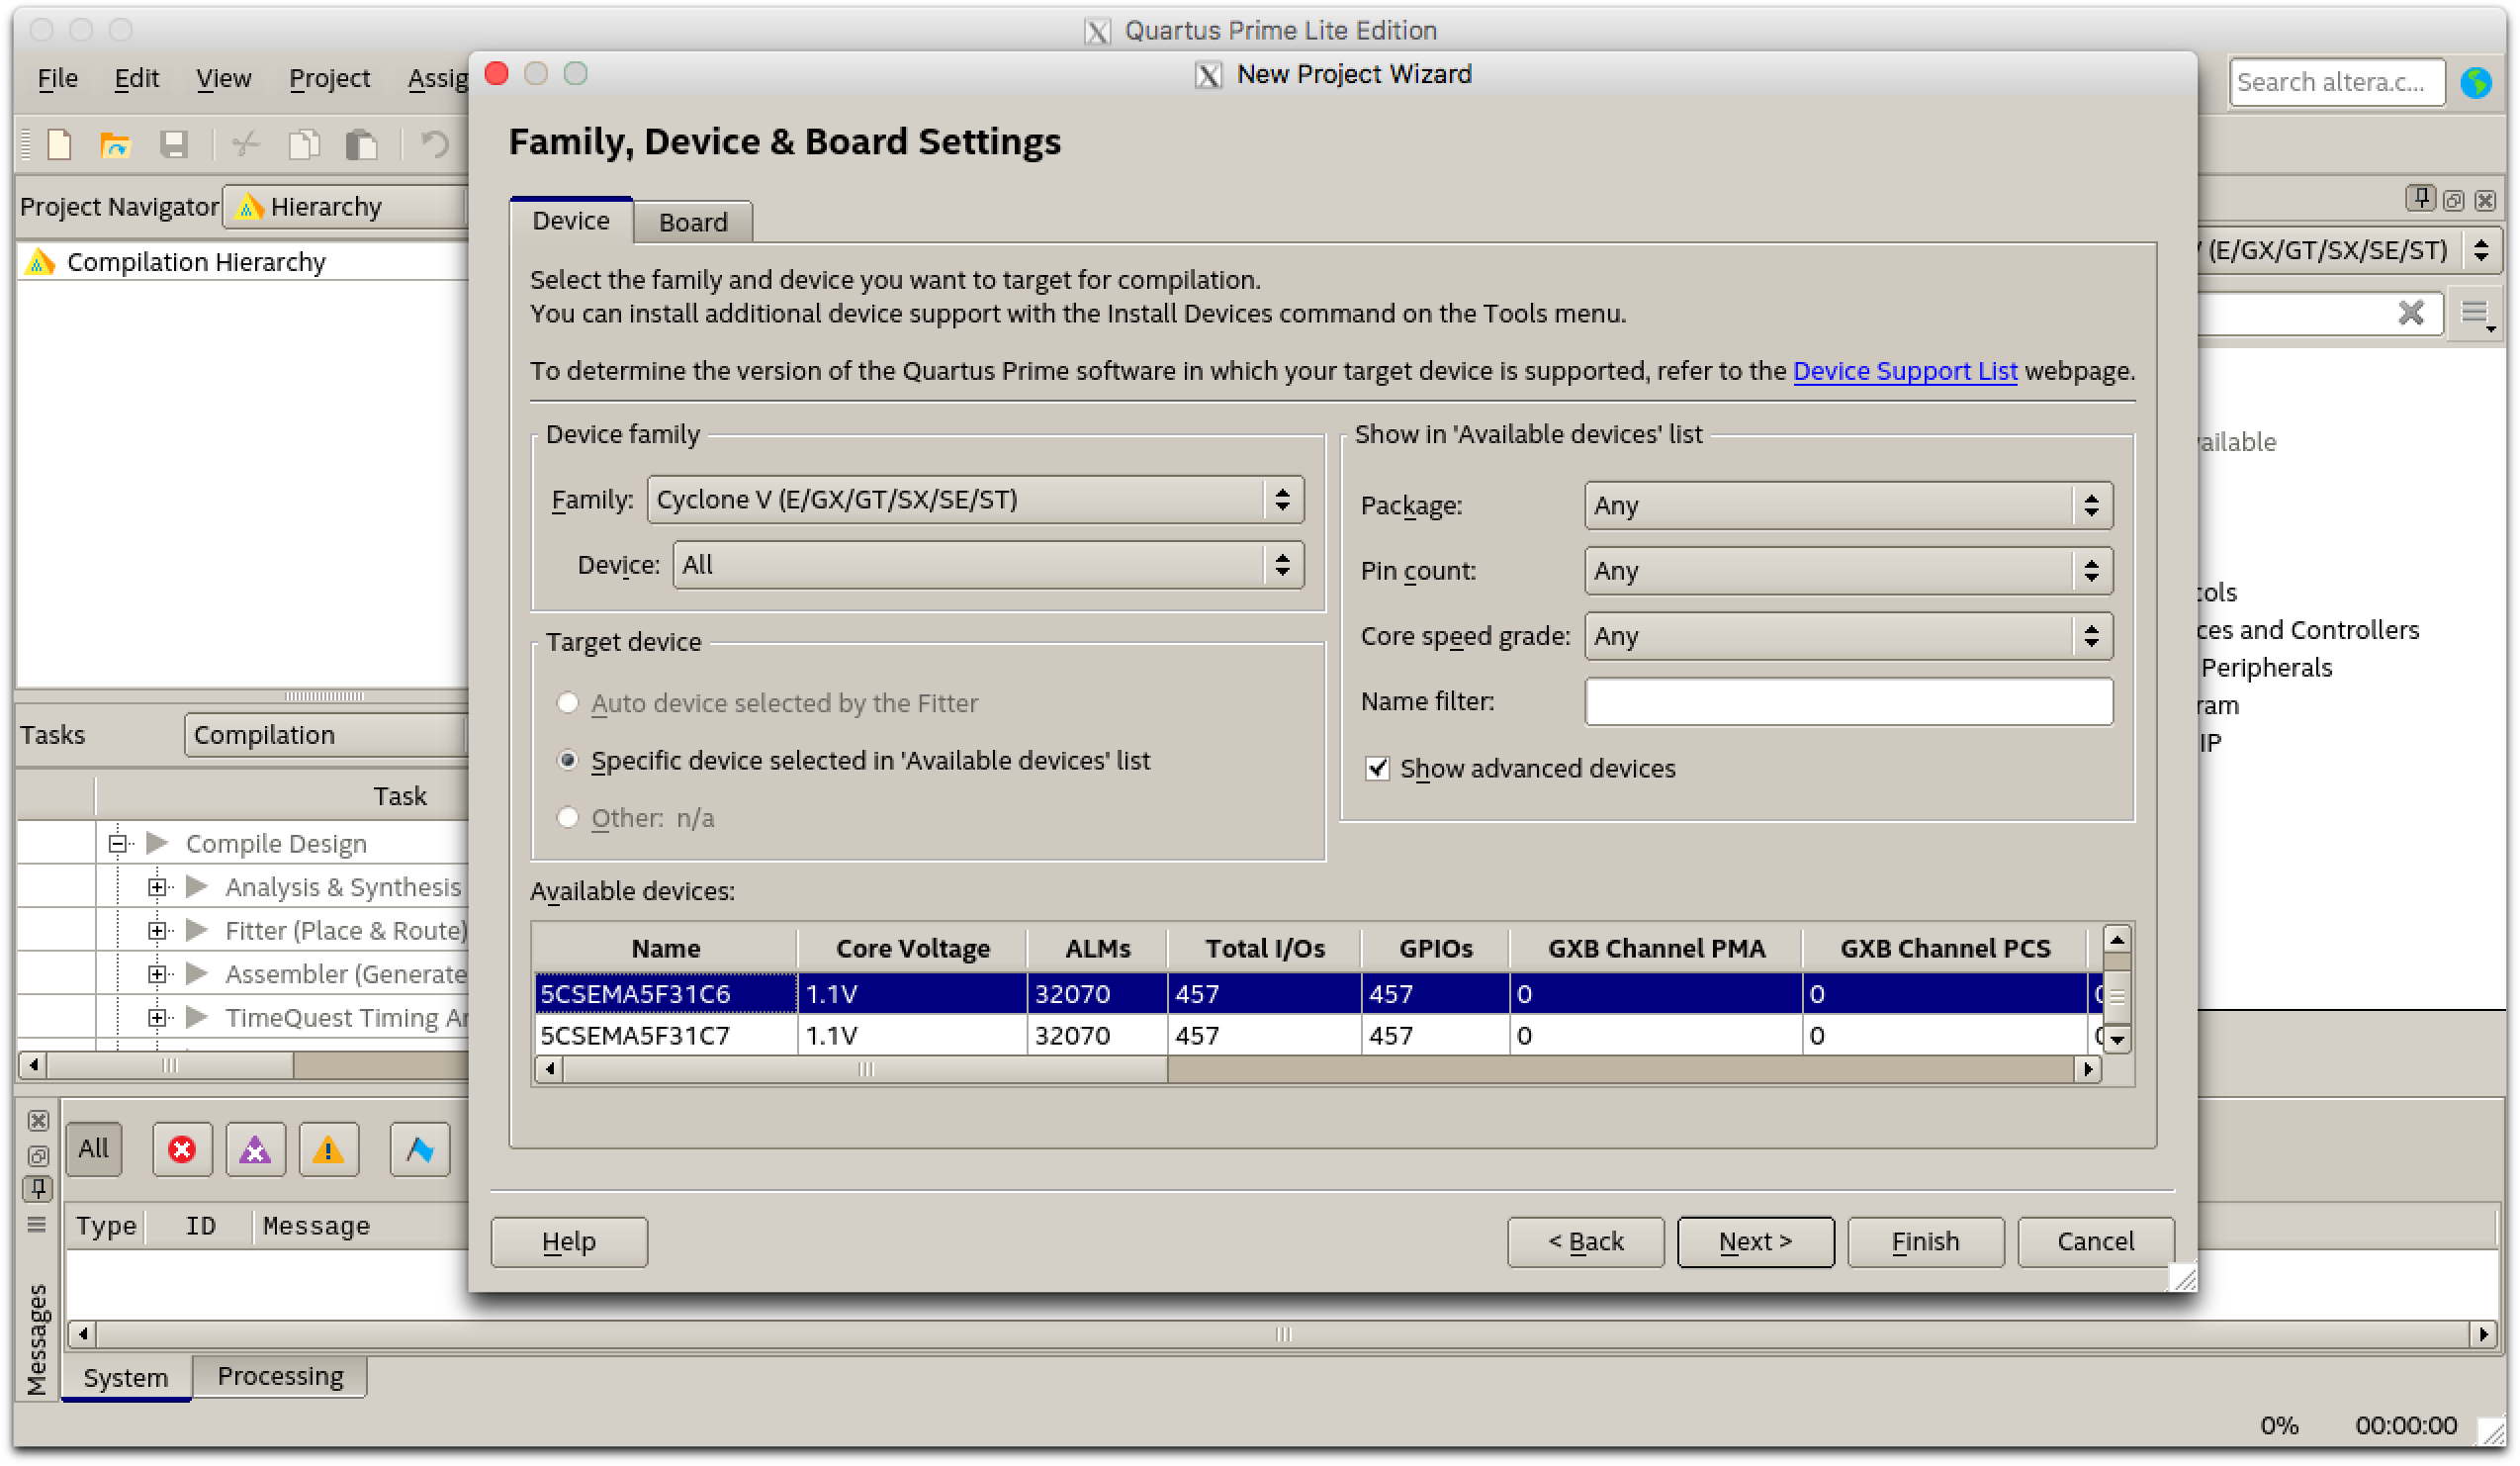 Quartus Prime Lite Edition
File Edit View Project Assig
New Project Wizard
Search altera.c...
Family, Device & Board Settings
Project Navigator Hierarchy
Compilation Hierarchy
Device Board
(E/GX/GT/SX/SE/ST)
Select the family and device you want to target for compilation.
You can install additional device support with the Install Devices command on the Tools menu.
To determine the version of the Quartus Prime software in which your target device is supported, refer to the Device Support List webpage.
Device family
Family: Cyclone V (E/GX/GT/SX/SE/ST)
Device: All
Show in 'Available devices' list
Package: Any
Pin count: Any
Core speed grade: Any
Name filter:
Show advanced devices
Target device
Auto device selected by the Fitter
Specific device selected in 'Available devices' list
Other: n/a
Available devices:
Name Core Voltage ALMs Total I/Os GPIOs GXB Channel PMA GXB Channel PCS
5CSEMA5F31C6 1.1V 32070 457 457 0 0 0
5CSEMA5F31C7 1.1V 32070 457 457 0 0 0
Help < Back Next > Finish Cancel
ailable
cols
ces and Controllers
Peripherals
ram
IP
Tasks Compilation
Task
Compile Design
Analysis & Synthesis
Fitter (Place & Route)
Assembler (Generate
TimeQuest Timing An
All
Type ID Message
Messages
System Processing
0% 00:00:00